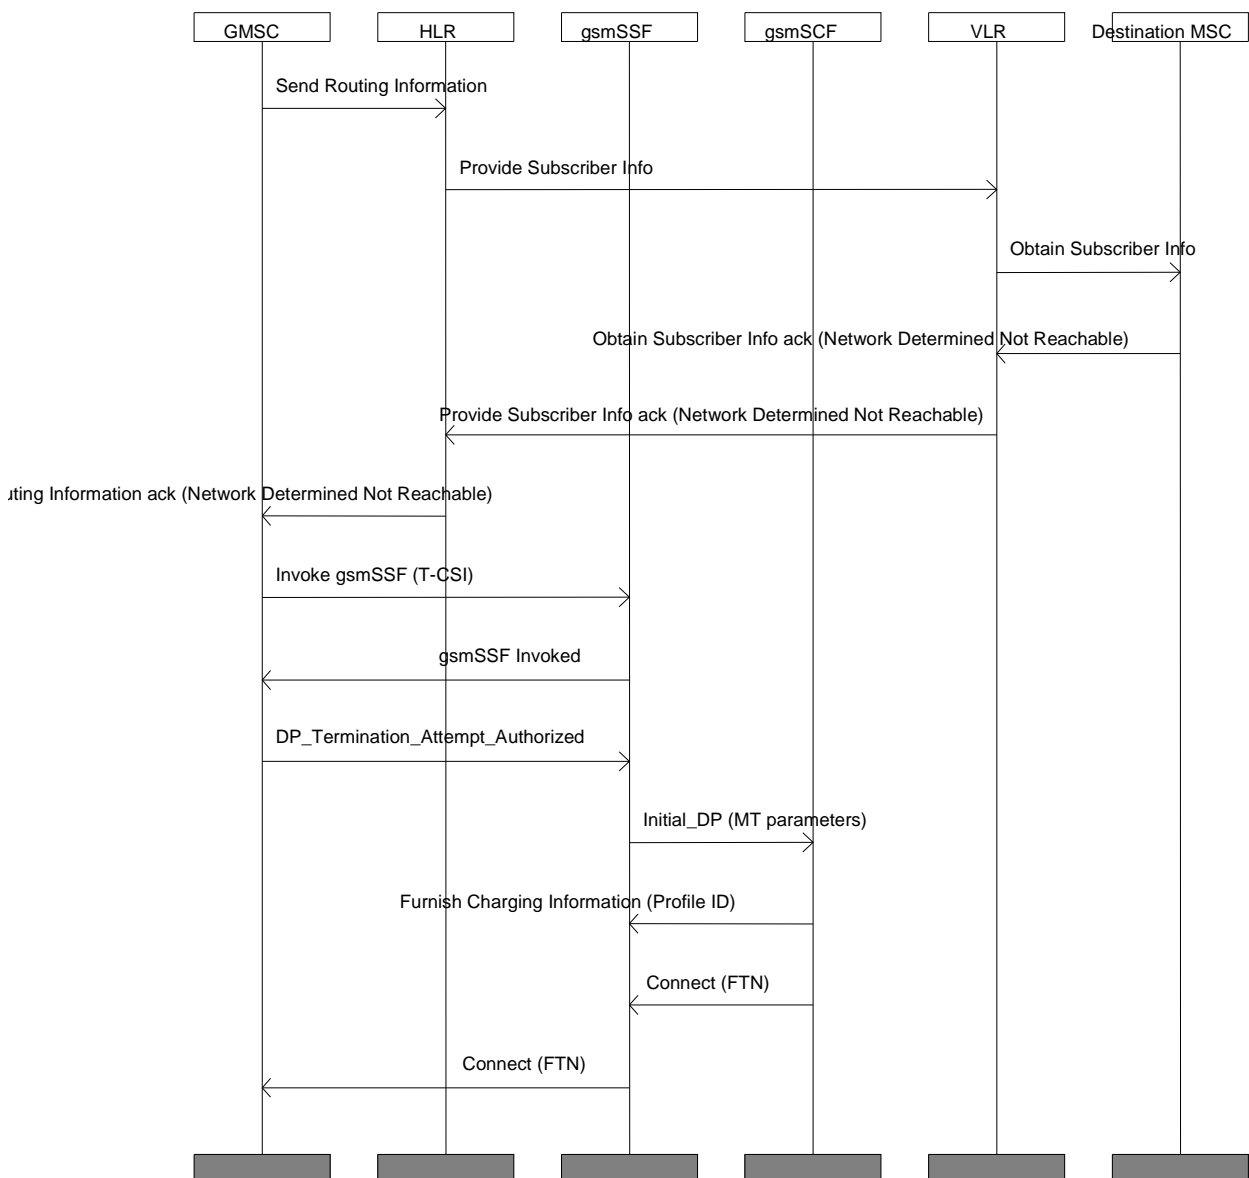 GMSC
HLR
gsmSSF
gsmSCF
VLR
Destination MSC
Send Routing Information
Provide Subscriber Info
Obtain Subscriber Info
Obtain Subscriber Info ack (Network Determined Not Reachable)
Provide Subscriber Info ack (Network Determined Not Reachable)
uting Information ack (Network Determined Not Reachable)
Invoke gsmSSF (T-CSI)
gsmSSF Invoked
DP_Termination_Attempt_Authorized
Initial_DP (MT parameters)
Furnish Charging Information (Profile ID)
Connect (FTN)
Connect (FTN)